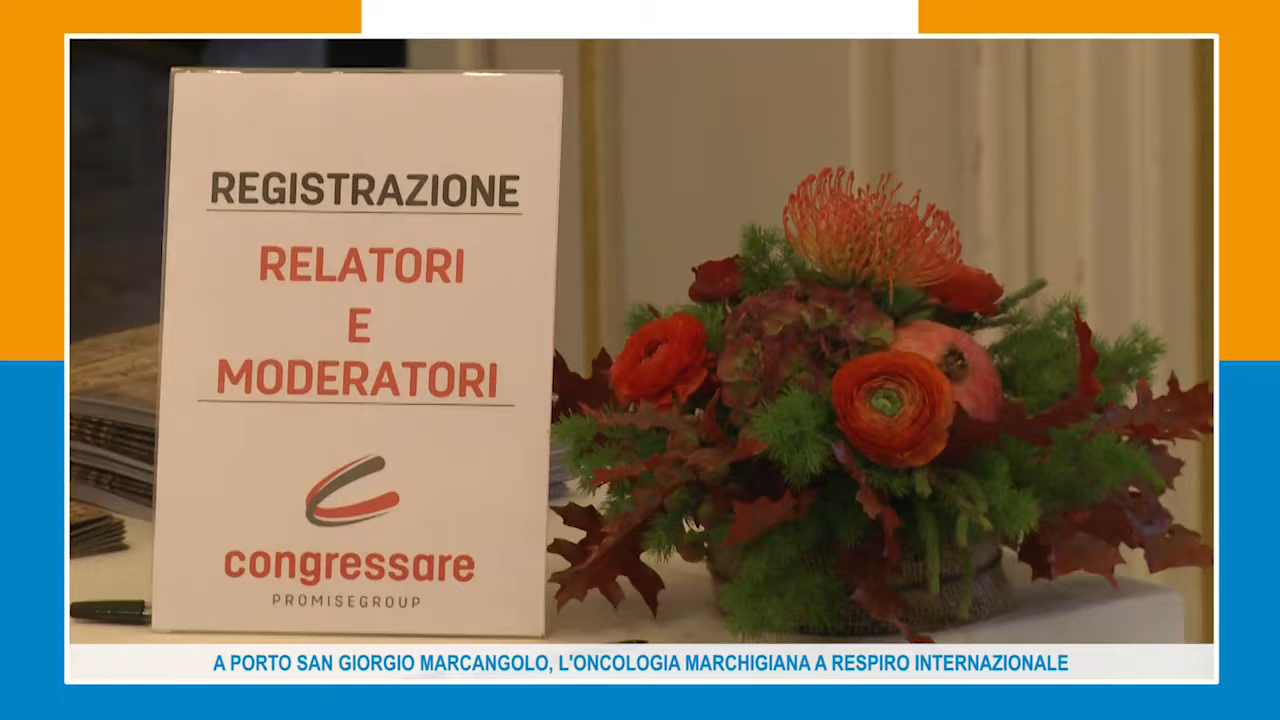 REGISTRAZIONE
RELATORI
E
MODERATORI
congressare
PROMISEGROUP
A PORTO SAN GIORGIO MARCANGOLO, L'ONCOLOGIA MARCHIGIANA A RESPIRO INTERNAZIONALE